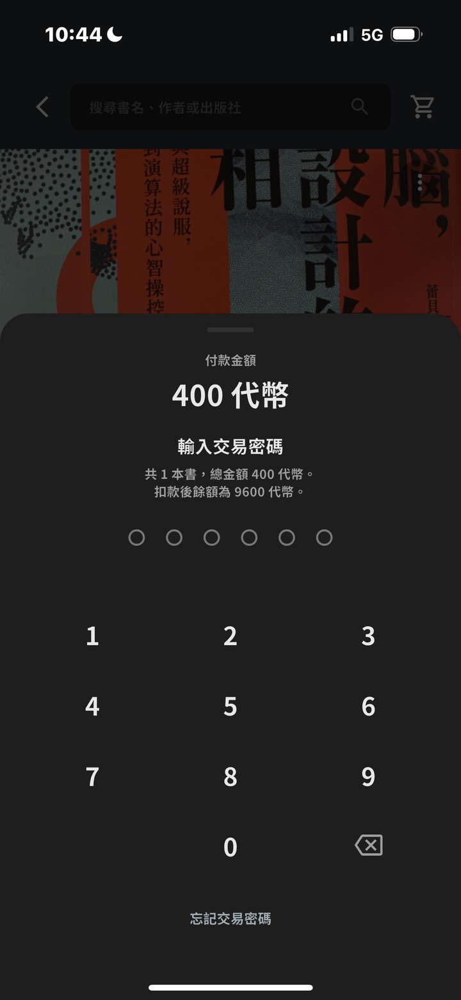 10:44
5G
搜尋書名、作者或出版社
腦，
設計
相
與超級說服，
到演算法的心智操控
蕾貝
付款金額
400 代幣
輸入交易密碼
共 1 本書，總金額 400 代幣。
扣款後餘額為 9600 代幣。
1 2 3
4 5 6
7 8 9
0
忘記交易密碼